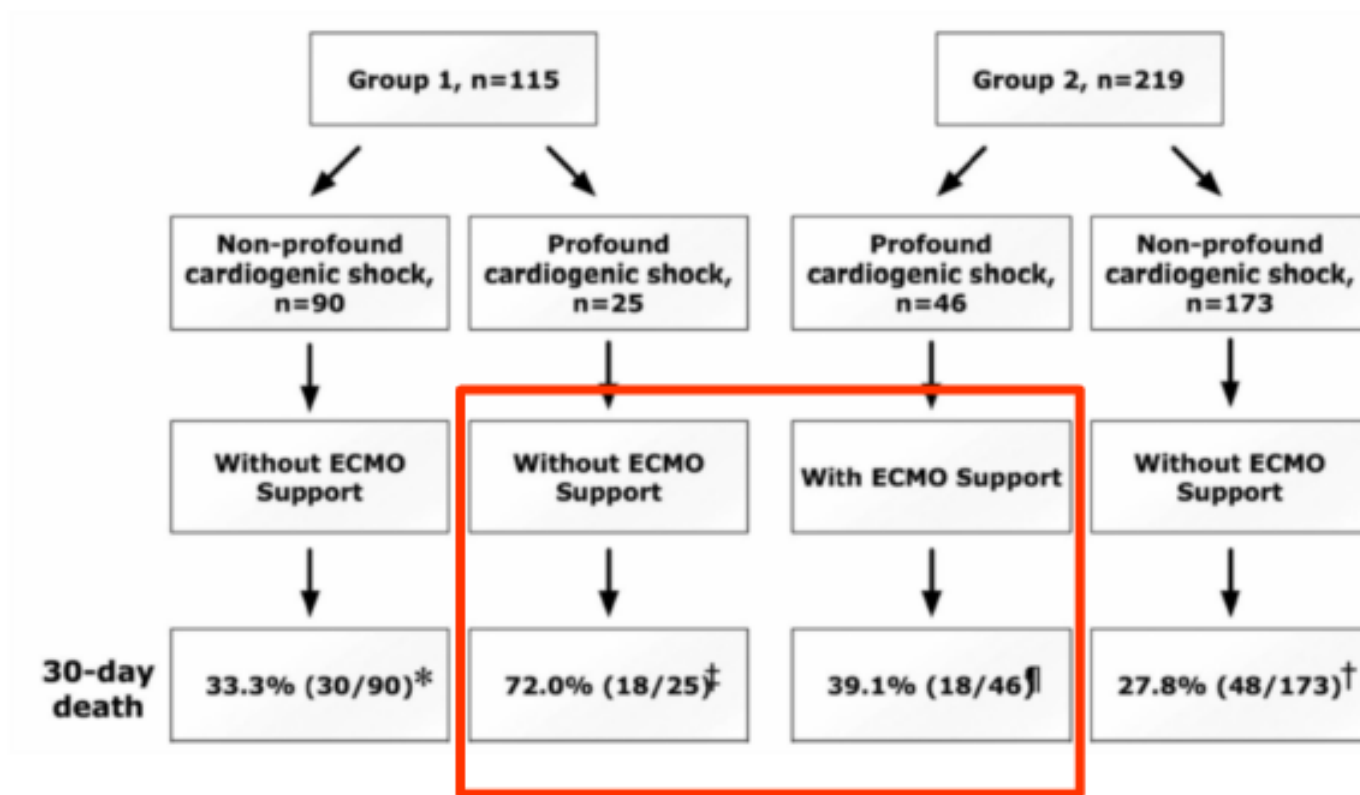 Group 1, n=115
Group 2, n=219
Non-profound
cardiogenic shock,
n=90
Profound
cardiogenic shock,
n=25
Profound
cardiogenic shock,
n=46
Non-profound
cardiogenic shock,
n=173
Without ECMO
Support
Without ECMO
Support
With ECMO Support
Without ECMO
Support
30-day
death
33.3% (30/90)*
72.0% (18/25)‡
39.1% (18/46)¶
27.8% (48/173)†